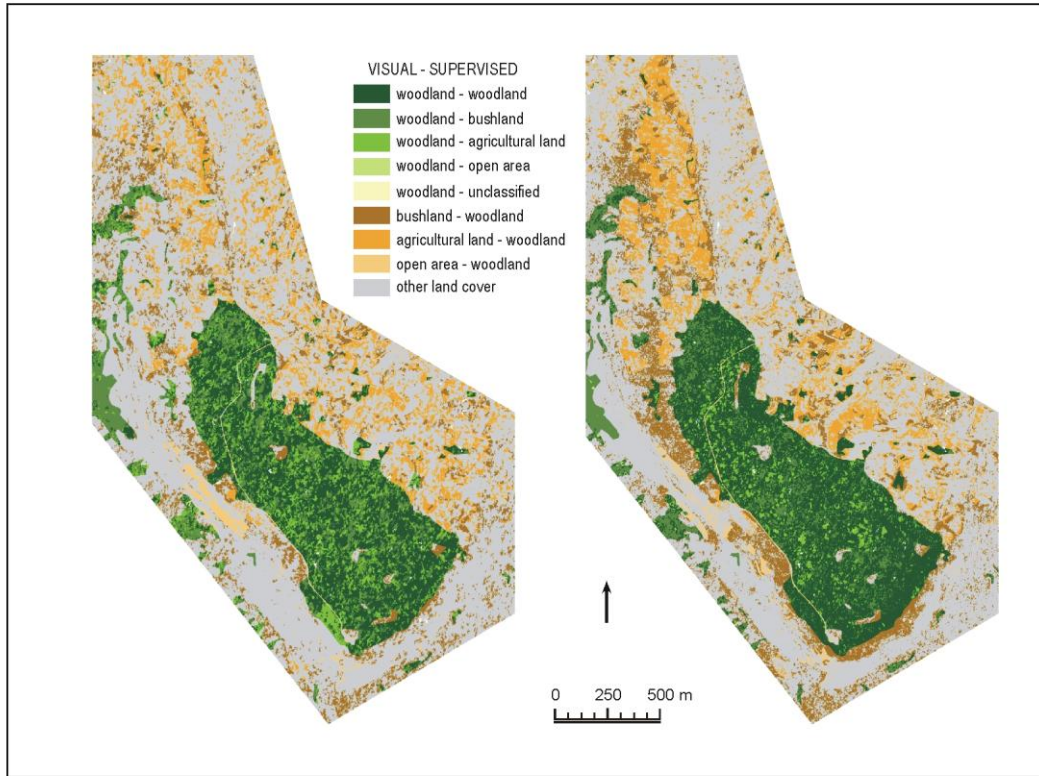 VISUAL - SUPERVISED
woodland - woodland
woodland - bushland
woodland - agricultural land
woodland - open area
woodland - unclassified
bushland - woodland
agricultural land - woodland
open area - woodland
other land cover
0 250 500 m